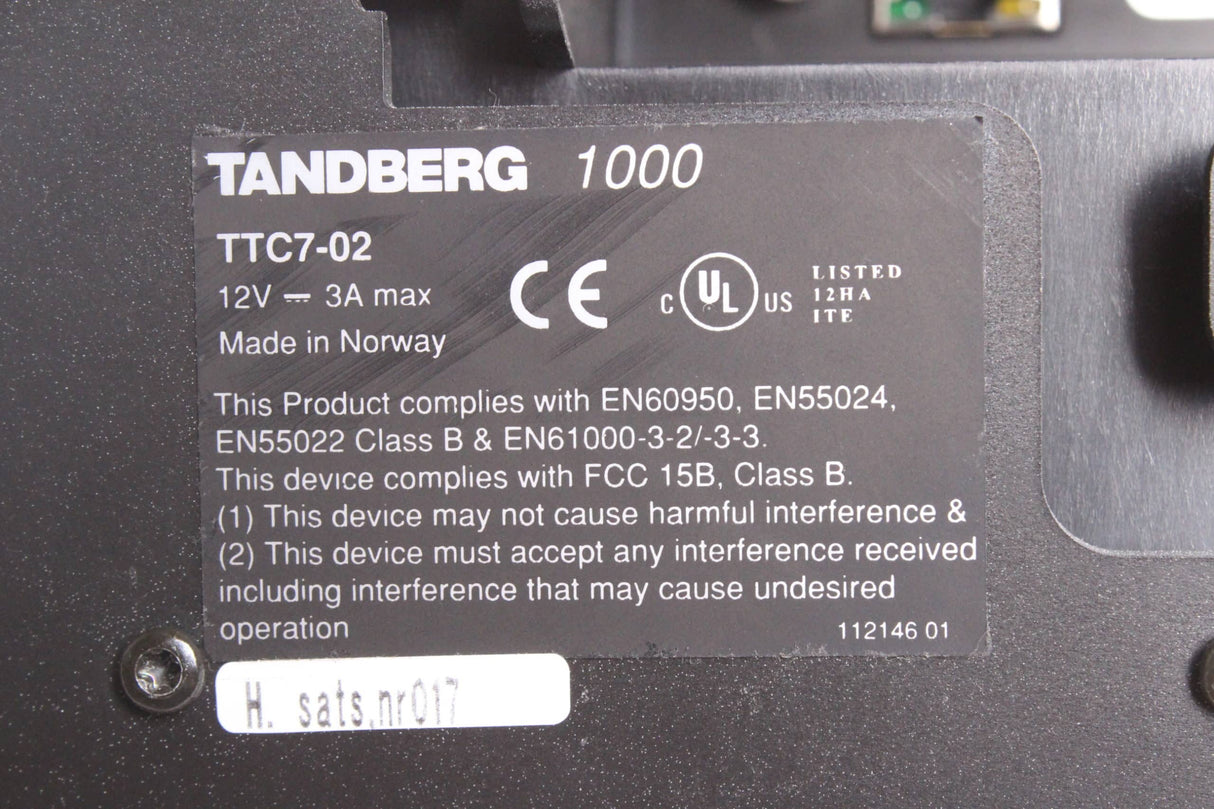 TANDBERG 1000
TTC7-02
12V ⎓ 3A max
Made in Norway
CE
C UL US
LISTED
12HA
ITE
This Product complies with EN60950, EN55024,
EN55022 Class B & EN61000-3-2/-3-3.
This device complies with FCC 15B, Class B.
(1) This device may not cause harmful interference &
(2) This device must accept any interference received
including interference that may cause undesired
operation
112146 01
H. sats.nr017